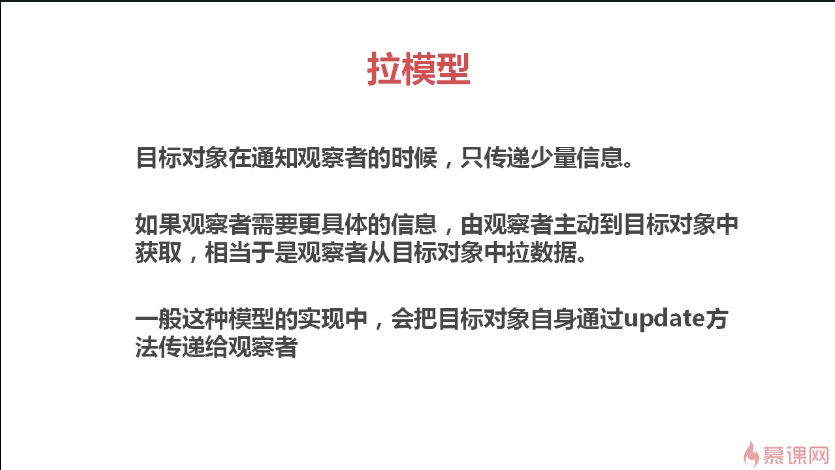 拉模型
目标对象在通知观察者的时候，只传递少量信息。
如果观察者需要更具体的信息，由观察者主动到目标对象中
获取，相当于是观察者从目标对象中拉数据。
一般这种模型的实现中，会把目标对象自身通过update方
法传递给观察者
慕课网